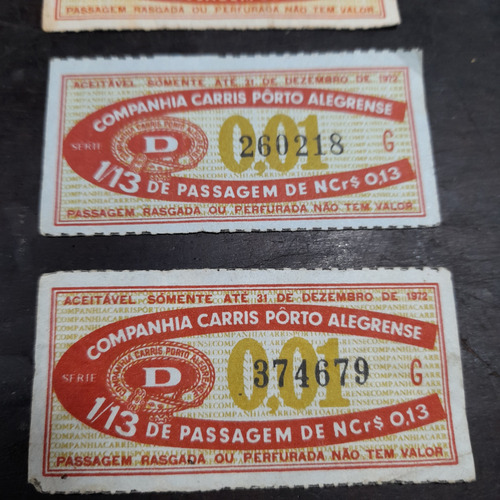 PASSAGEM RASGADA OU PERFURADA NÃO TEM VALOR
ACEITÁVEL SOMENTE ATÉ 31 DE DEZEMBRO DE 1972
COMPANHIA CARRIS PÔRTO ALEGRENSE
SERIE D 0,01 260218 G
1/13 DE PASSAGEM DE NCr$ 0,13
PASSAGEM RASGADA OU PERFURADA NÃO TEM VALOR
ACEITÁVEL SOMENTE ATÉ 31 DE DEZEMBRO DE 1972
COMPANHIA CARRIS PÔRTO ALEGRENSE
SERIE D 0,01 374679 G
1/13 DE PASSAGEM DE NCr$ 0,13
PASSAGEM RASGADA OU PERFURADA NÃO TEM VALOR